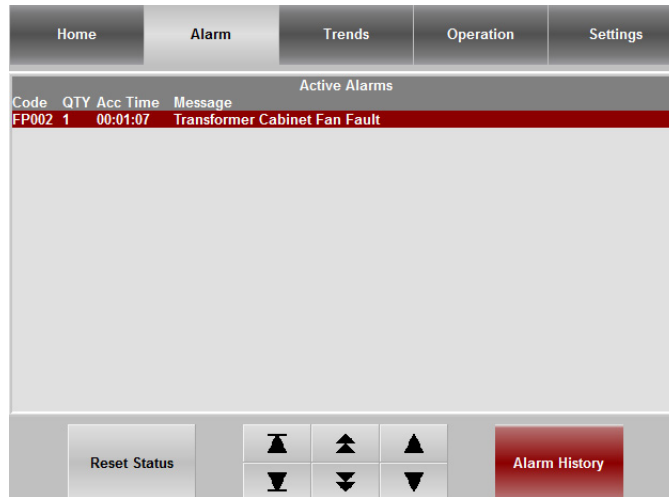 Home Alarm Trends Operation Settings
Active Alarms
Code QTY Acc Time Message
FP002 1 00:01:07 Transformer Cabinet Fan Fault
Reset Status Alarm History